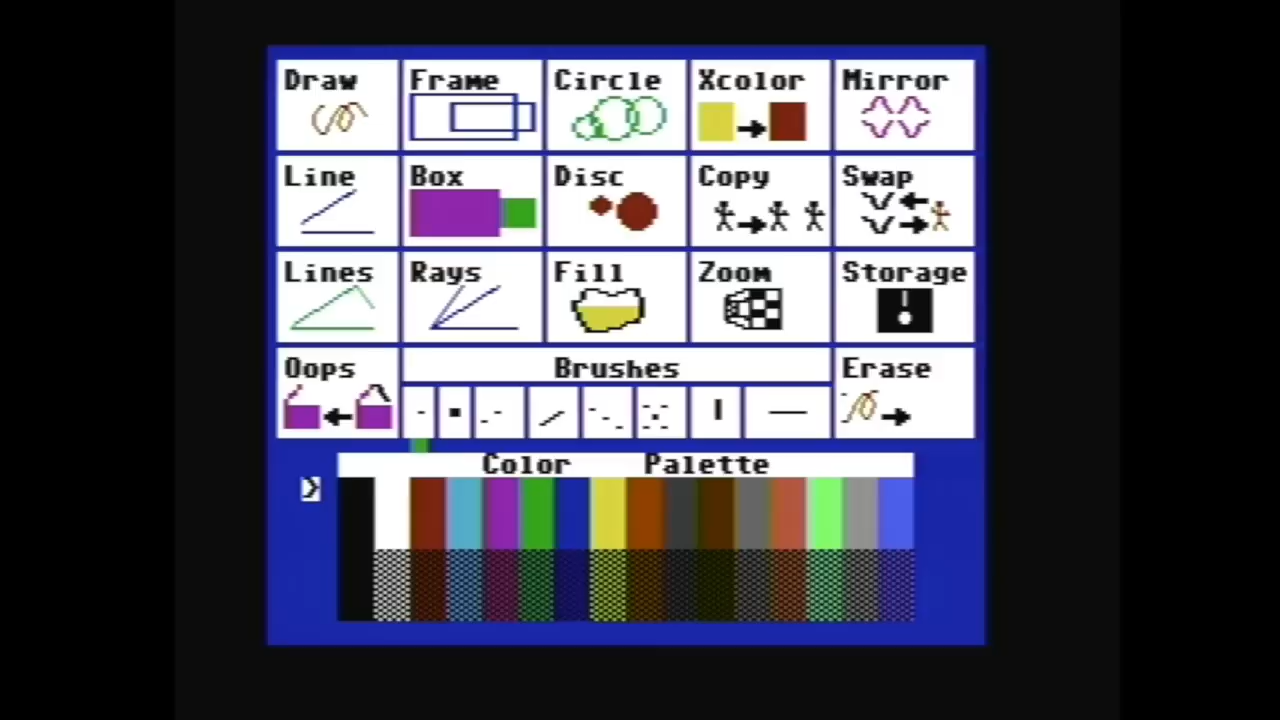 Draw Frame Circle Xcolor Mirror
Line Box Disc Copy Swap
Lines Rays Fill Zoom Storage
Oops Brushes Erase
Color Palette